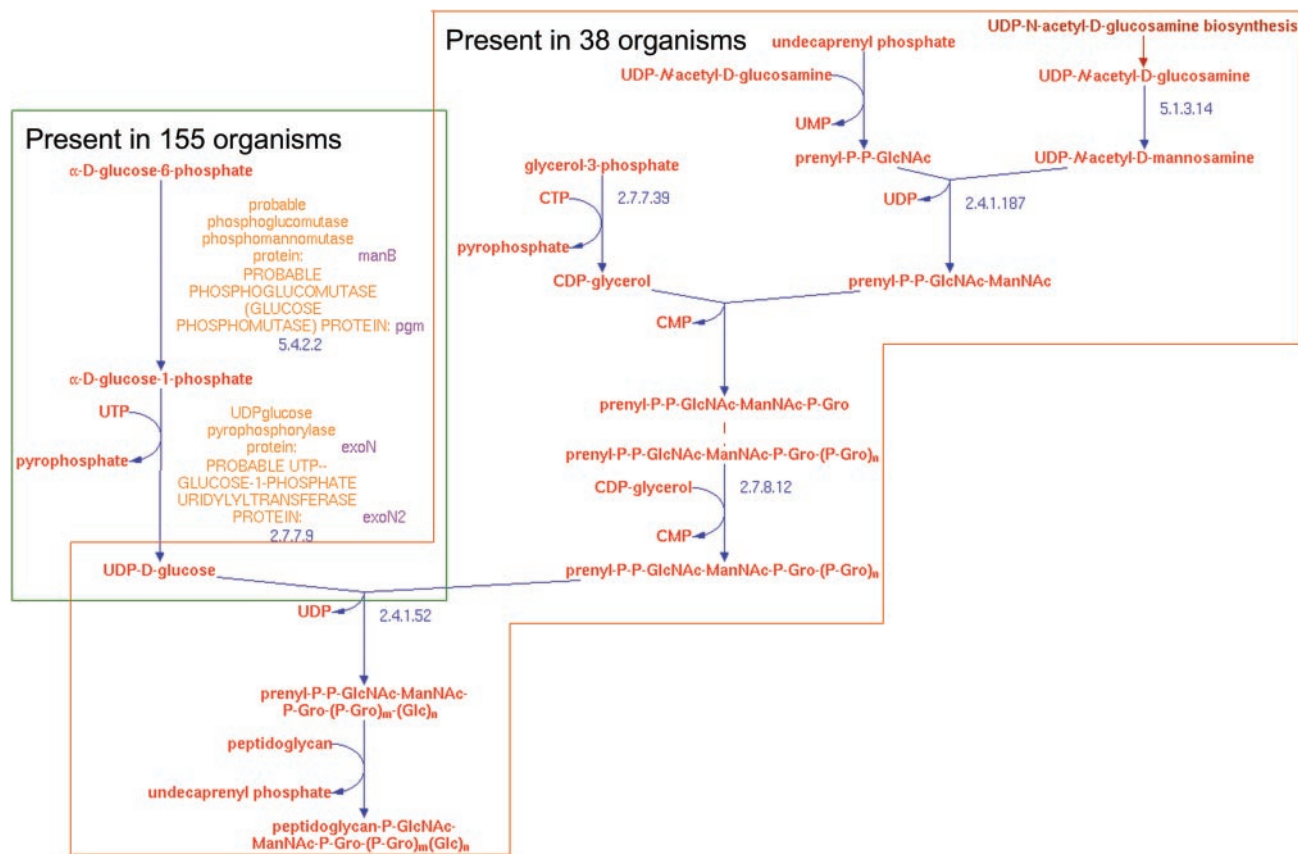 Present in 38 organisms
undecaprenyl phosphate
UDP-N-acetyl-D-glucosamine biosynthesis
UDP-N-acetyl-D-glucosamine
UDP-N-acetyl-D-glucosamine
5.1.3.14
UMP
prenyl-P-P-GlcNAc
UDP-N-acetyl-D-mannosamine
UDP
2.4.1.187
glycerol-3-phosphate
CTP
2.7.7.39
pyrophosphate
CDP-glycerol
prenyl-P-P-GlcNAc-ManNAc
CMP
prenyl-P-P-GlcNAc-ManNAc-P-Gro
prenyl-P-P-GlcNAc-ManNAc-P-Gro-(P-Gro)n
CDP-glycerol
2.7.8.12
CMP
prenyl-P-P-GlcNAc-ManNAc-P-Gro-(P-Gro)n
Present in 155 organisms
α-D-glucose-6-phosphate
probable
phosphoglucomutase
phosphomannomutase
protein: manB
PROBABLE
PHOSPHOGLUCOMUTASE
(GLUCOSE
PHOSPHOMUTASE) PROTEIN: pgm
5.4.2.2
α-D-glucose-1-phosphate
UTP
UDPglucose
pyrophosphorylase
protein: exoN
pyrophosphate
PROBABLE UTP--
GLUCOSE-1-PHOSPHATE
URIDYLYLTRANSFERASE
PROTEIN: exoN2
2.7.7.9
UDP-D-glucose
UDP
2.4.1.52
prenyl-P-P-GlcNAc-ManNAc-
P-Gro-(P-Gro)m-(Glc)n
peptidoglycan
undecaprenyl phosphate
peptidoglycan-P-GlcNAc-
ManNAc-P-Gro-(P-Gro)m(Glc)n